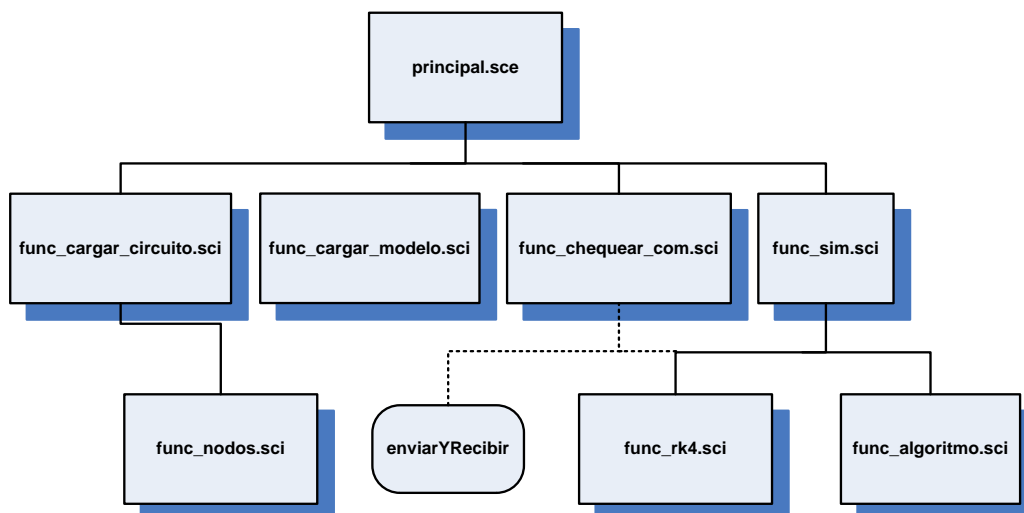 principal.sce
func_cargar_circuito.sci
func_cargar_modelo.sci
func_chequear_com.sci
func_sim.sci
func_nodos.sci
enviarYRecibir
func_rk4.sci
func_algoritmo.sci